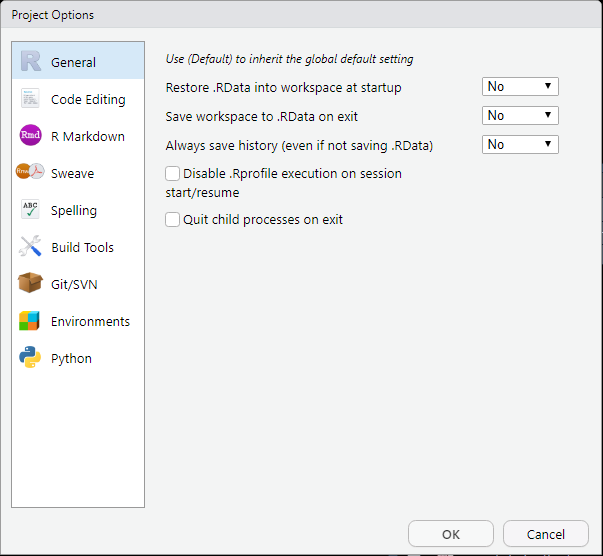 Project Options
General
Code Editing
Rmd R Markdown
Rnw Sweave
ABC Spelling
Build Tools
Git/SVN
Environments
Python
Use (Default) to inherit the global default setting
Restore .RData into workspace at startup No
Save workspace to .RData on exit No
Always save history (even if not saving .RData) No
Disable .Rprofile execution on session
start/resume
Quit child processes on exit
OK Cancel